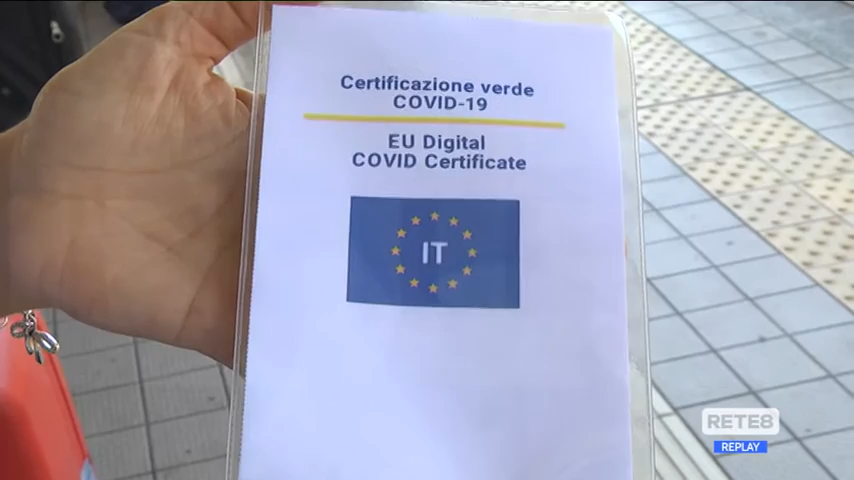 Certificazione verde
COVID-19
EU Digital
COVID Certificate
IT
RETE8
REPLAY